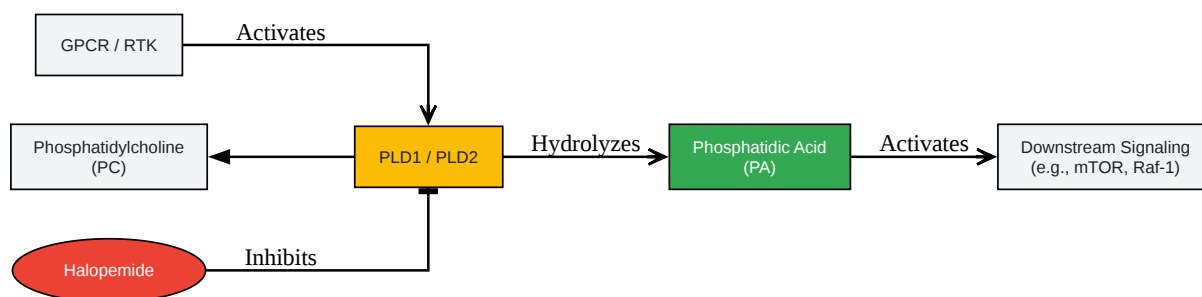 GPCR / RTK
Activates
Phosphatidylcholine
(PC)
PLD1 / PLD2
Hydrolyzes
Phosphatidic Acid
(PA)
Activates
Downstream Signaling
(e.g., mTOR, Raf-1)
Halopemide
Inhibits